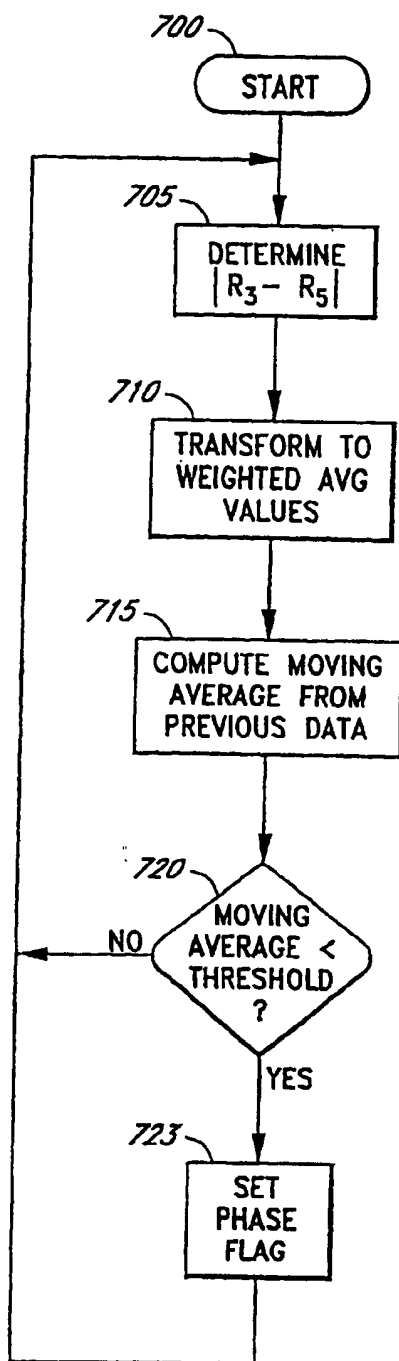 700
START
705
DETERMINE
|R₃ - R₅|
710
TRANSFORM TO
WEIGHTED AVG
VALUES
715
COMPUTE MOVING
AVERAGE FROM
PREVIOUS DATA
720
MOVING
AVERAGE <
THRESHOLD
?
NO
YES
723
SET
PHASE
FLAG